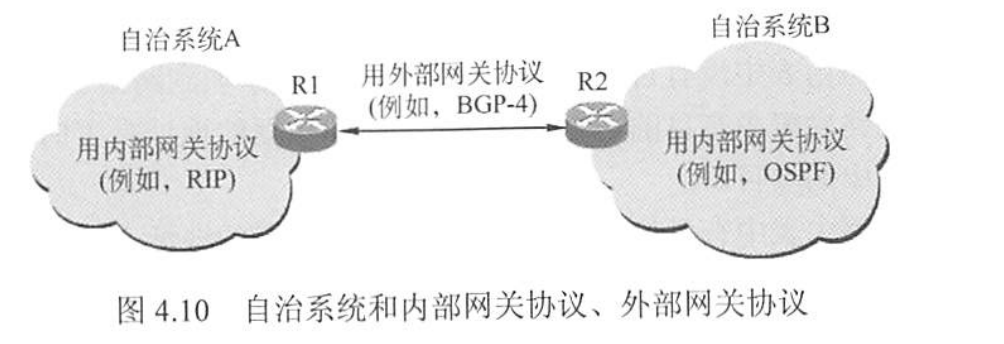 自治系统A
自治系统B
R1
用外部网关协议
(例如，BGP-4)
R2
用内部网关协议
(例如，RIP)
用内部网关协议
(例如，OSPF)
图 4.10 自治系统和内部网关协议、外部网关协议